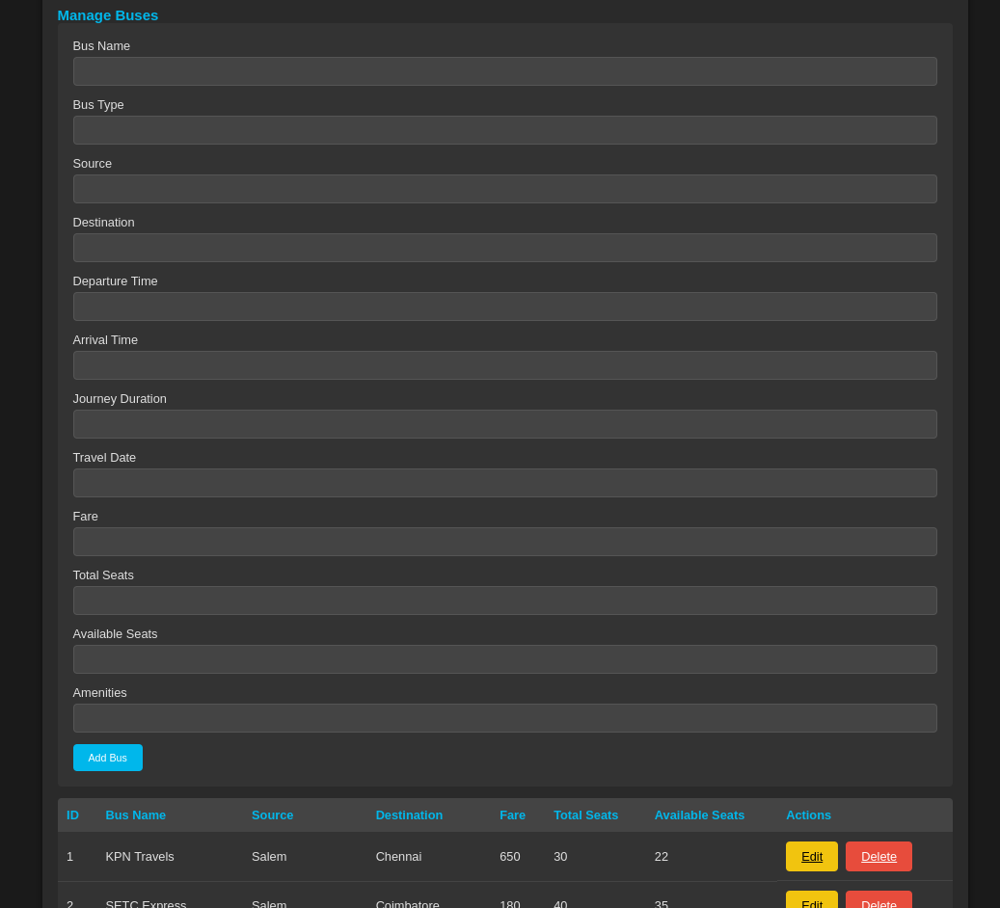 Manage Buses
Bus Name
Bus Type
Source
Destination
Departure Time
Arrival Time
Journey Duration
Travel Date
Fare
Total Seats
Available Seats
Amenities
Add Bus
ID Bus Name Source Destination Fare Total Seats Available Seats Actions
1 KPN Travels Salem Chennai 650 30 22 Edit Delete
2 SETC Express Salem Coimbatore 180 40 35 Edit Delete